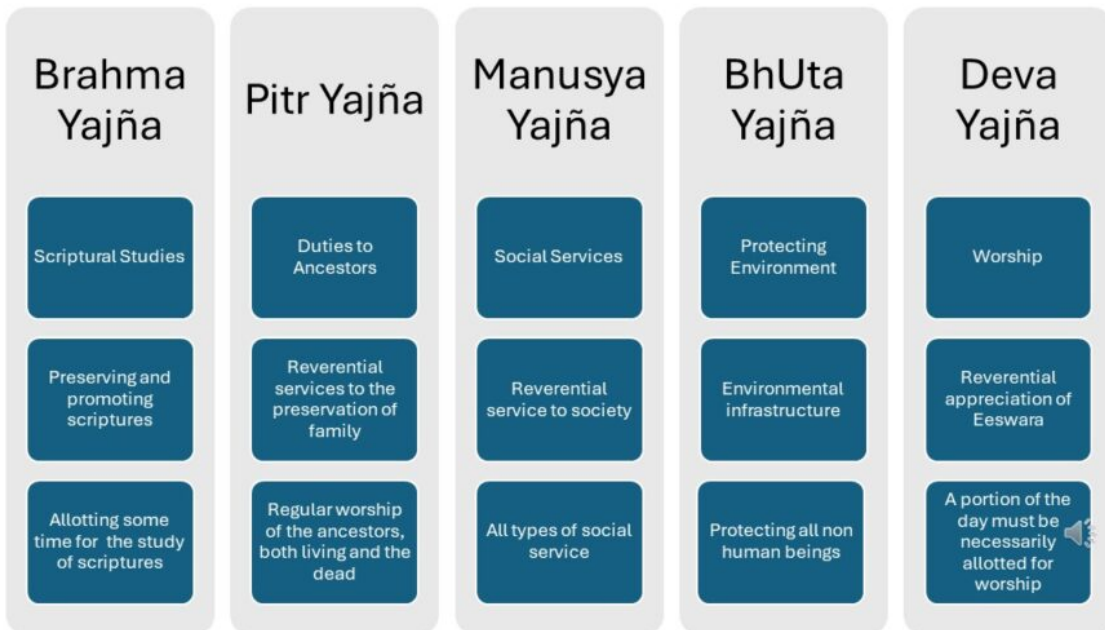 Brahma
Yajña
Scriptural Studies
Preserving and
promoting
scriptures
Allotting some
time for the study
of scriptures
Pitr Yajña
Duties to
Ancestors
Reverential
services to the
preservation of
family
Regular worship
of the ancestors,
both living and the
dead
Manusya
Yajña
Social Services
Reverential
service to society
All types of social
service
BhUta
Yajña
Protecting
Environment
Environmental
infrastructure
Protecting all non
human beings
Deva
Yajña
Worship
Reverential
appreciation of
Eeswara
A portion of the
day must be
necessarily
allotted for
worship